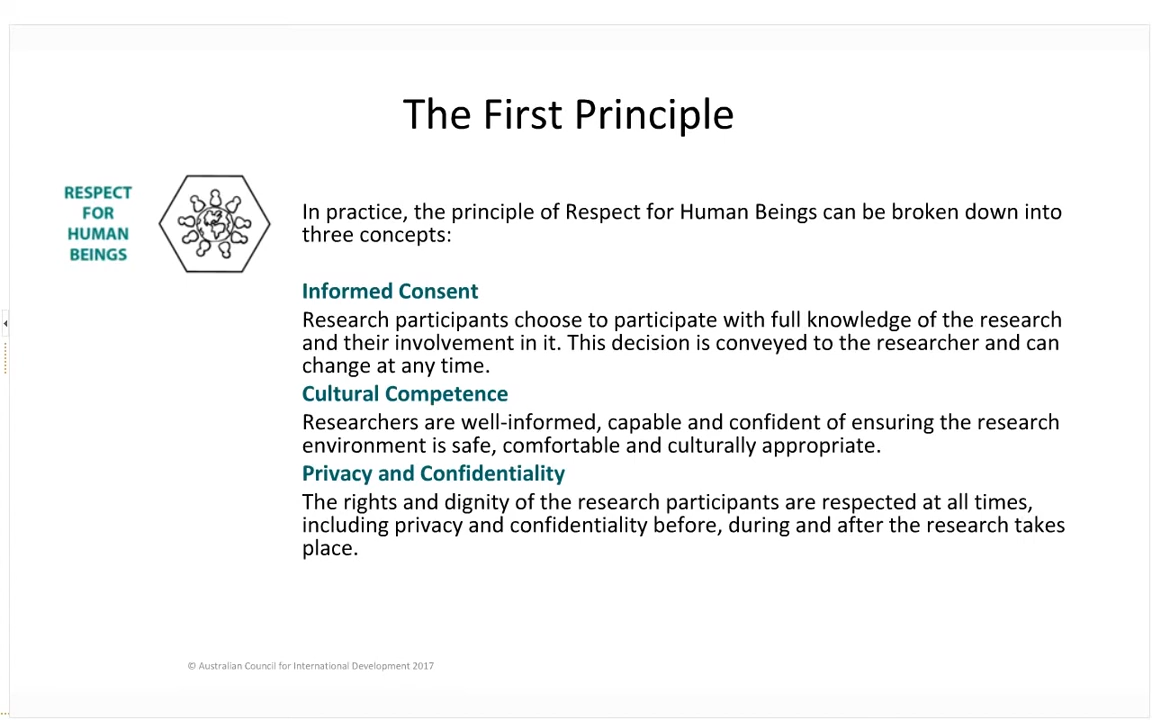 The First Principle
RESPECT
FOR
HUMAN
BEINGS
In practice, the principle of Respect for Human Beings can be broken down into
three concepts:
Informed Consent
Research participants choose to participate with full knowledge of the research
and their involvement in it. This decision is conveyed to the researcher and can
change at any time.
Cultural Competence
Researchers are well-informed, capable and confident of ensuring the research
environment is safe, comfortable and culturally appropriate.
Privacy and Confidentiality
The rights and dignity of the research participants are respected at all times,
including privacy and confidentiality before, during and after the research takes
place.
© Australian Council for International Development 2017